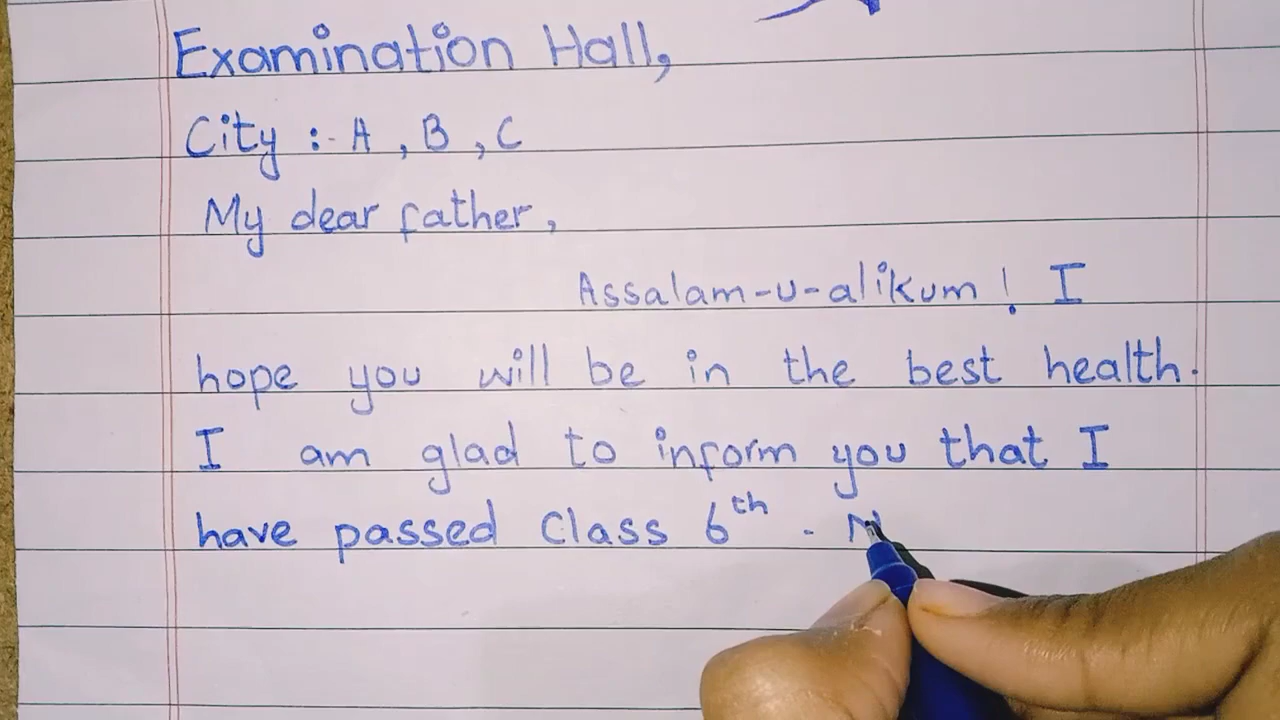 Examination Hall,
City :- A , B , C
My dear father,
Assalam-u-alikum ! I
hope you will be in the best health.
I am glad to inform you that I
have passed Class 6th . N